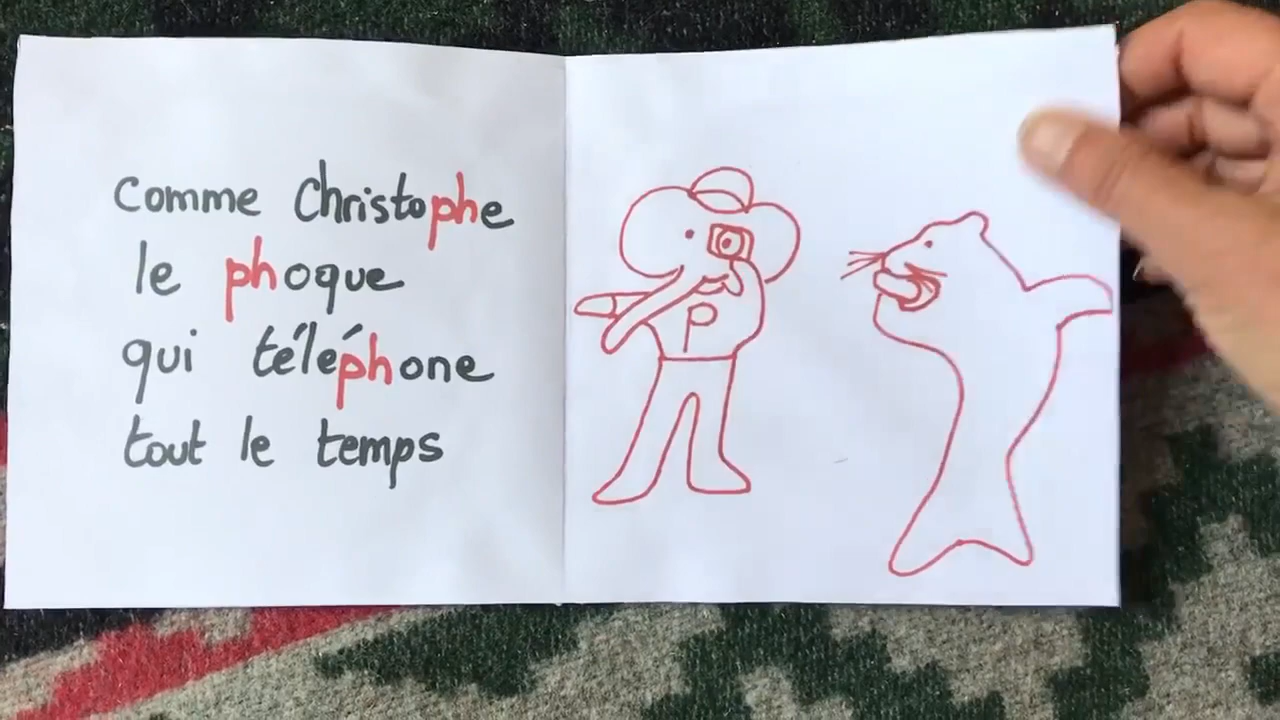 Comme Christophe
le phoque
qui téléphone
tout le temps
P